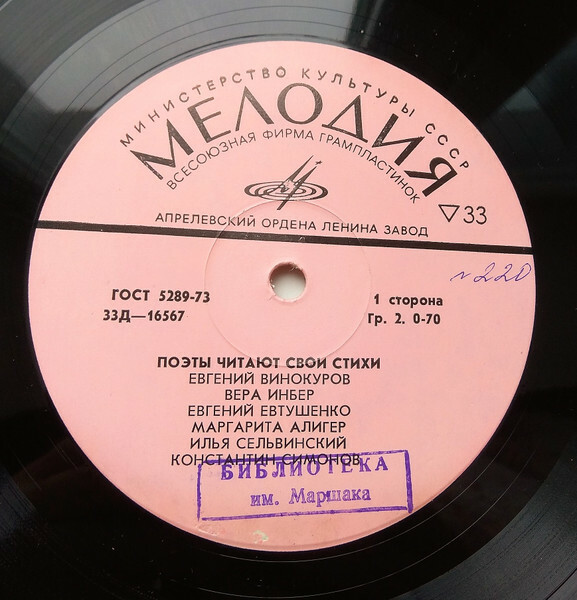 МИНИСТЕРСТВО КУЛЬТУРЫ СССР
МЕЛОДИЯ
ВСЕСОЮЗНАЯ ФИРМА ГРАМПЛАСТИНОК
33
АПРЕЛЕВСКИЙ ОРДЕНА ЛЕНИНА ЗАВОД
№220
ГОСТ 5289-73
33Д—16567
1 сторона
Гр. 2. 0-70
ПОЭТЫ ЧИТАЮТ СВОИ СТИХИ
ЕВГЕНИЙ ВИНОКУРОВ
ВЕРА ИНБЕР
ЕВГЕНИЙ ЕВТУШЕНКО
МАРГАРИТА АЛИГЕР
ИЛЬЯ СЕЛЬВИНСКИЙ
КОНСТАНТИН СИМОНОВ
БИБЛИОТЕКА
им. Маршака